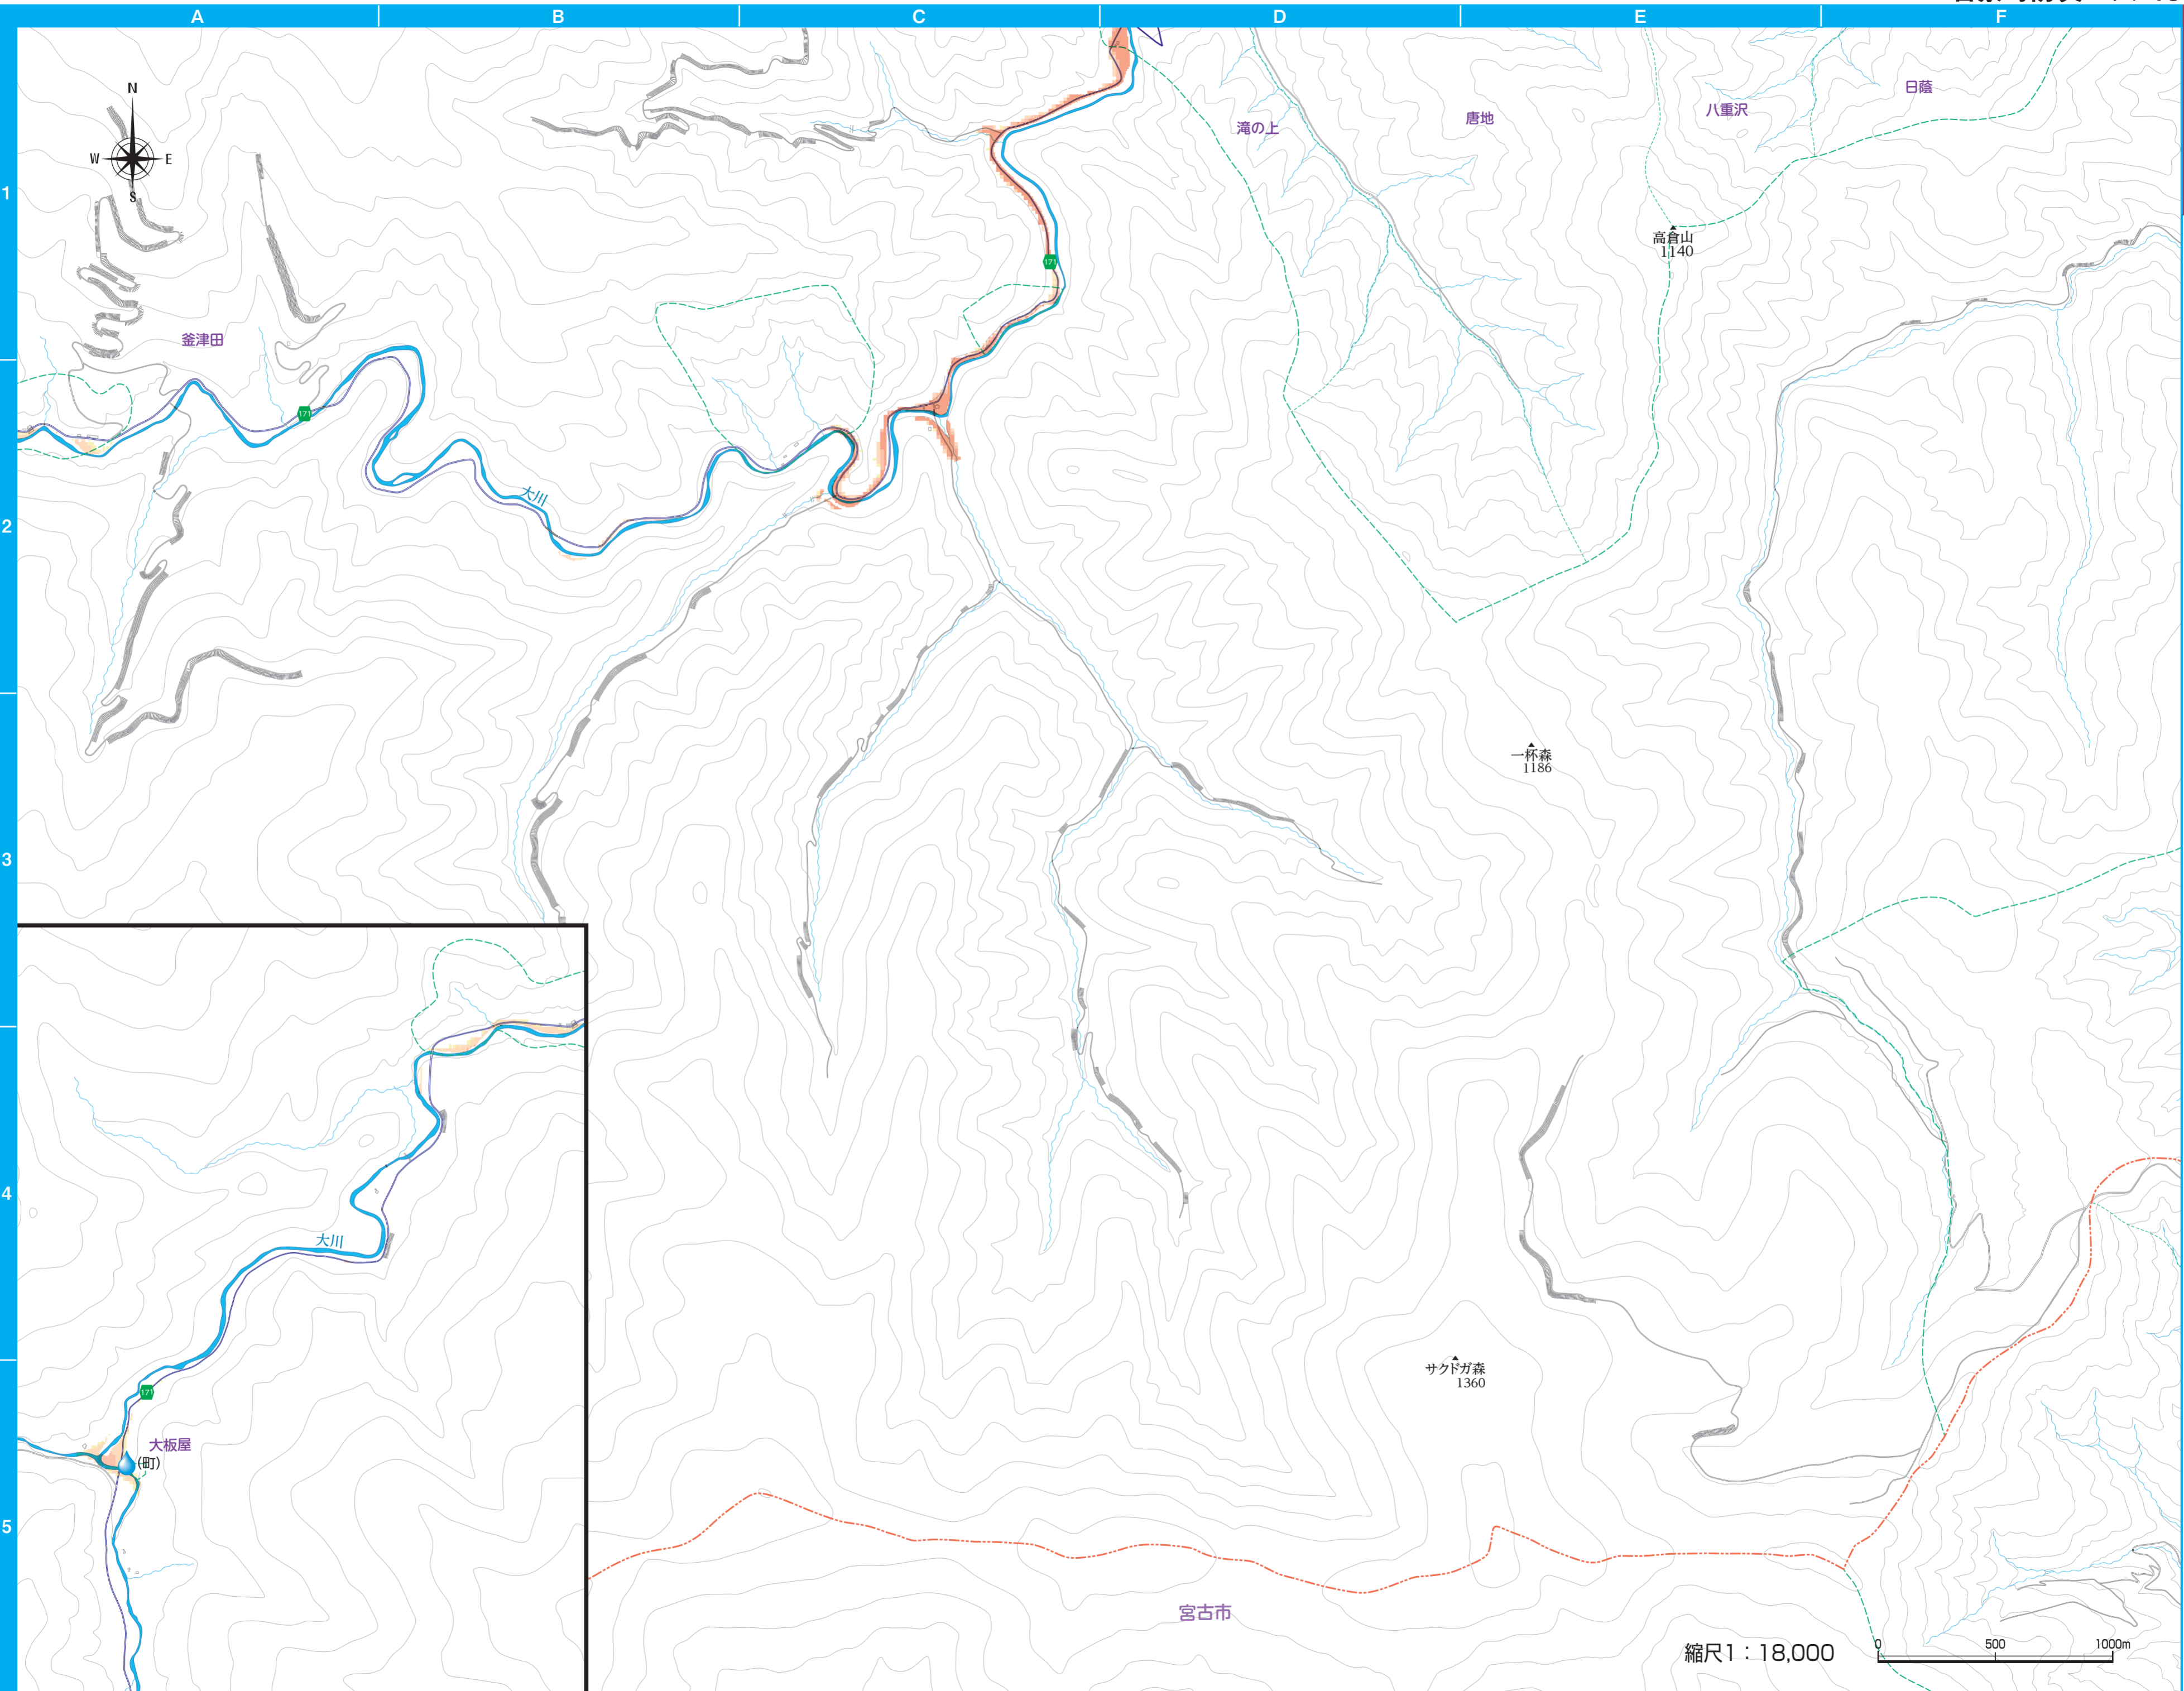 A B C D E F
1
2
3
4
5
N
W E
S
滝の上
唐地
八重沢
日蔭
高倉山
1140
171
釜津田
171
大川
一杯森
1186
大川
サクドガ森
1360
171
大板屋
(町)
宮古市
縮尺1：18,000
0 500 1000m